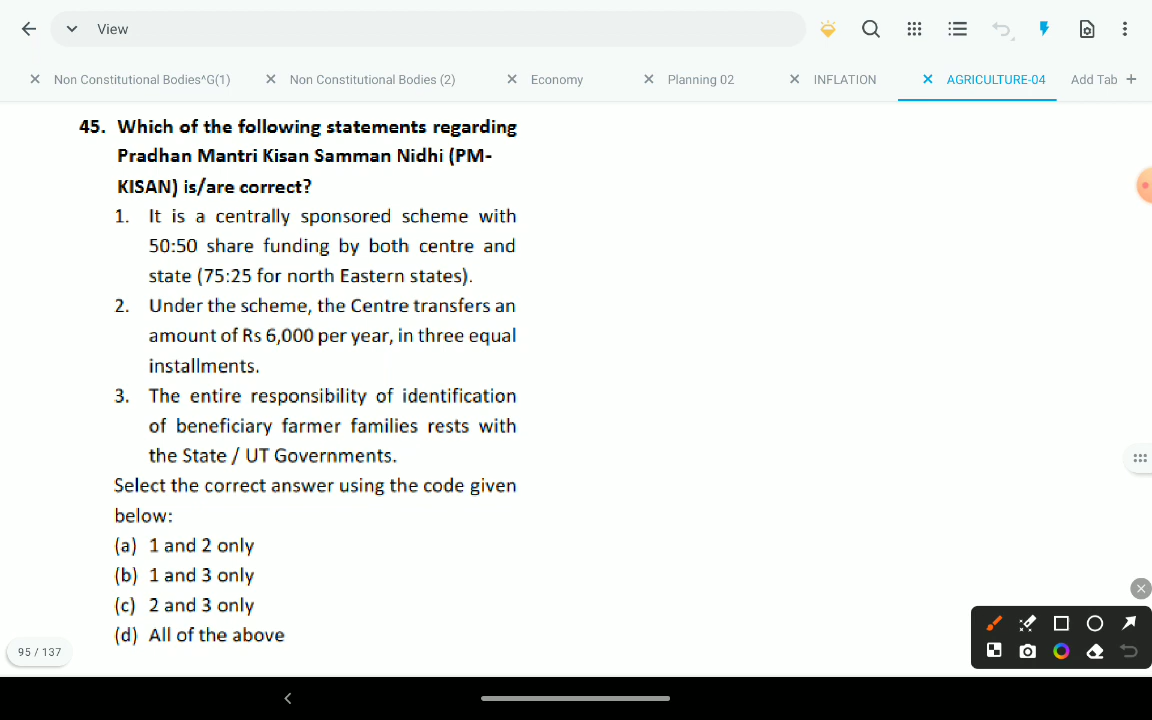 View
Non Constitutional Bodies^G(1)
Non Constitutional Bodies (2)
Economy
Planning 02
INFLATION
AGRICULTURE-04
Add Tab +
45. Which of the following statements regarding
Pradhan Mantri Kisan Samman Nidhi (PM-
KISAN) is/are correct?
1. It is a centrally sponsored scheme with
50:50 share funding by both centre and
state (75:25 for north Eastern states).
2. Under the scheme, the Centre transfers an
amount of Rs 6,000 per year, in three equal
installments.
3. The entire responsibility of identification
of beneficiary farmer families rests with
the State / UT Governments.
Select the correct answer using the code given
below:
(a) 1 and 2 only
(b) 1 and 3 only
(c) 2 and 3 only
(d) All of the above
95 / 137